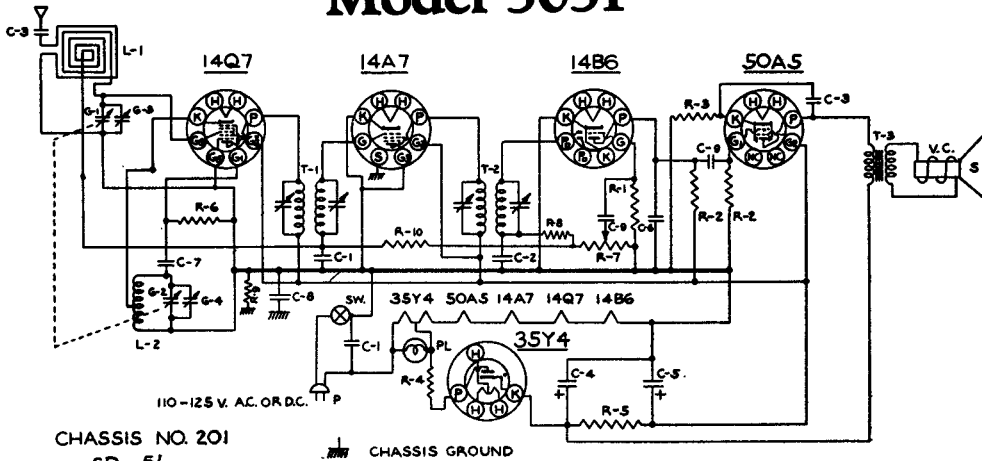 Model 5051
C-3
L-1
14Q7
14A7
14B6
50A5
G-1
G-3
R-3
C-3
T-3
V.C.
S
K H H P
K H H P
K H H P
K H H P
G
S
G
K
NC NC
T-1
T-2
C-9
R-1
R-2
R-2
R-6
R-10
R-8
C-9
C-6
R-7
C-7
C-1
C-2
G-2
G-4
R-9
C-8
L-2
SW.
35Y4 50A5 14A7 14Q7 14B6
C-1
PL
R-4
35Y4
H
P K
H H
C-4
C-5
+
+
R-5
110-125 V. A.C. OR D.C.
P
CHASSIS NO. 201
CHASSIS GROUND